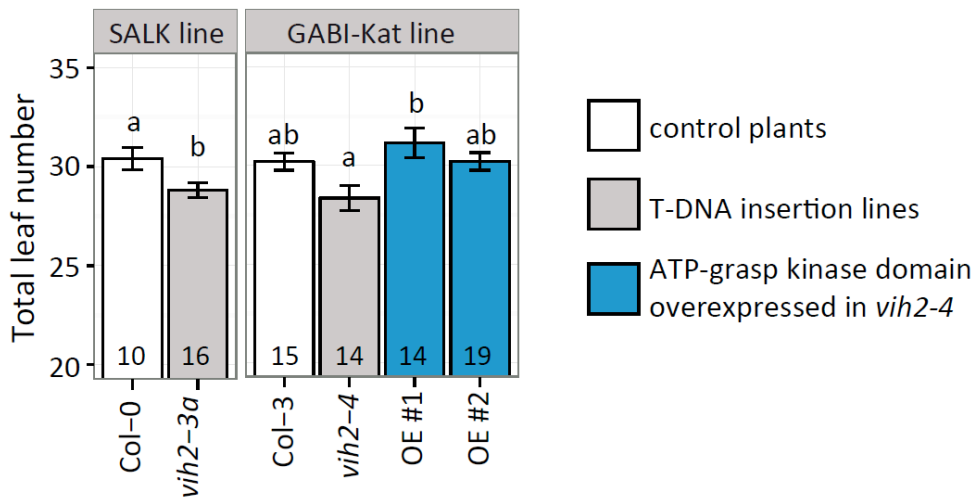 SALK line
GABI-Kat line
Total leaf number
35
30
25
20
a
b
ab
a
b
ab
10
16
15
14
14
19
Col−0
vih2−3a
Col−3
vih2−4
OE #1
OE #2
control plants
T-DNA insertion lines
ATP-grasp kinase domain
overexpressed in vih2-4